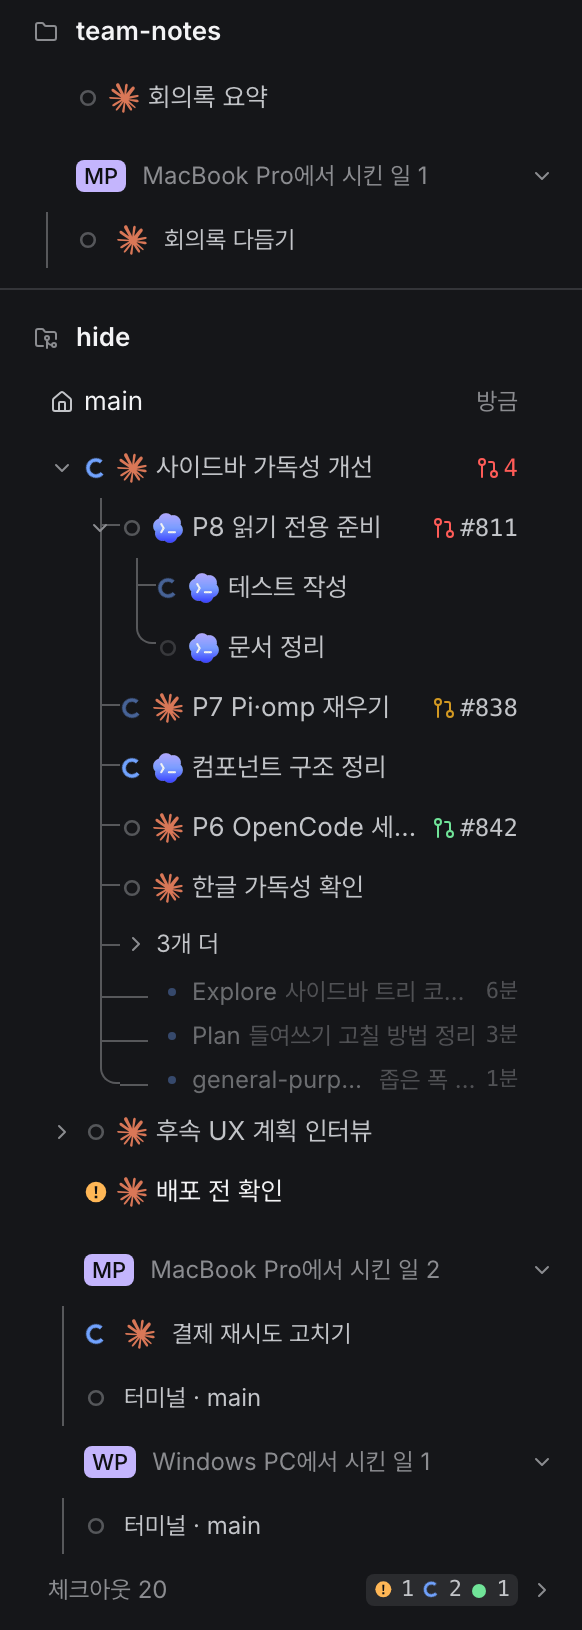 team-notes
회의록 요약
MP MacBook Pro에서 시킨 일 1
회의록 다듬기
hide
main 방금
사이드바 가독성 개선 4
P8 읽기 전용 준비 #811
테스트 작성
문서 정리
P7 Pi·omp 재우기 #838
컴포넌트 구조 정리
P6 OpenCode 세... #842
한글 가독성 확인
3개 더
Explore 사이드바 트리 코... 6분
Plan 들여쓰기 고칠 방법 정리 3분
general-purp... 좁은 폭 ... 1분
후속 UX 계획 인터뷰
배포 전 확인
MP MacBook Pro에서 시킨 일 2
결제 재시도 고치기
터미널 · main
WP Windows PC에서 시킨 일 1
터미널 · main
체크아웃 20 1 2 1